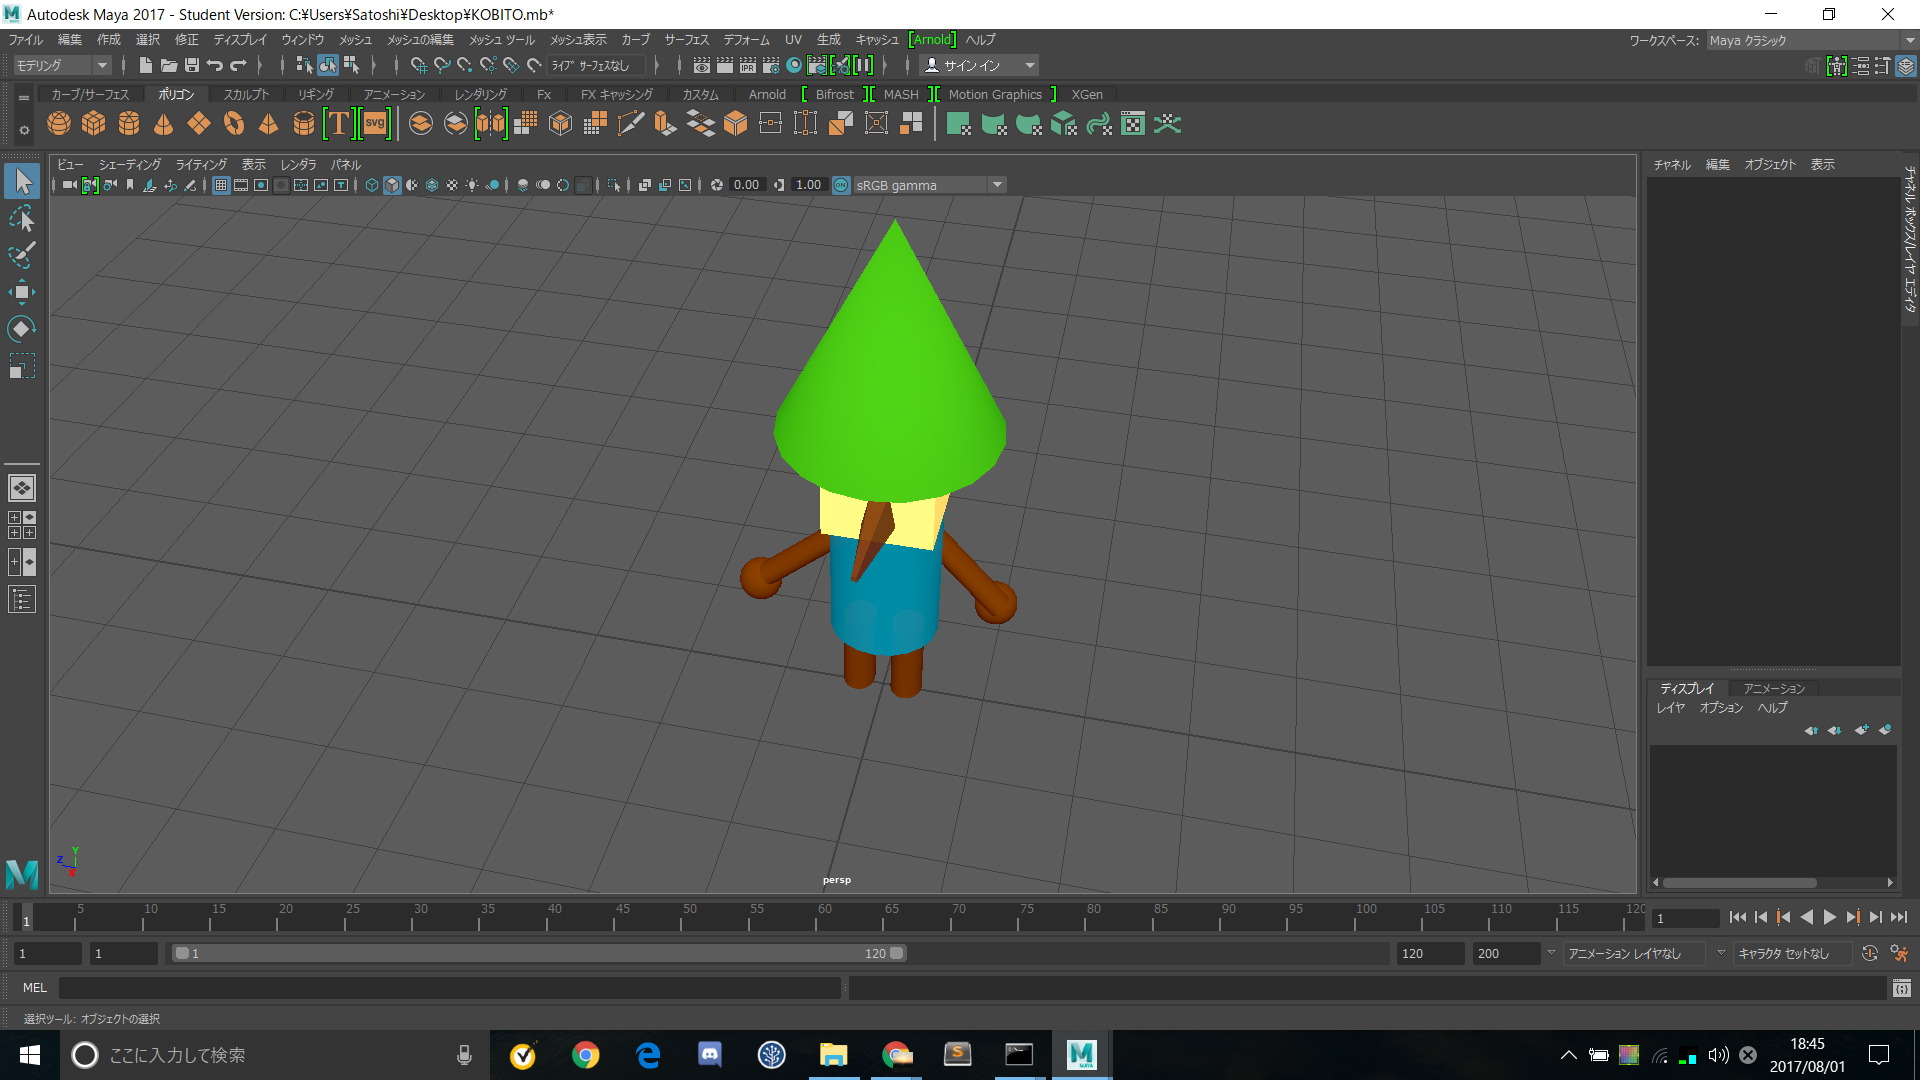 Autodesk Maya 2017 - Student Version: C:¥Users¥Satoshi¥Desktop¥KOBITO.mb*
ファイル 編集 作成 選択 修正 ディスプレイ ウィンドウ メッシュ メッシュの編集 メッシュ ツール メッシュ表示 カーブ サーフェス デフォーム UV 生成 キャッシュ [Arnold] ヘルプ
ワークスペース: Maya クラシック
モデリング
ライブ サーフェスなし
サイン イン
カーブ/サーフェス ポリゴン スカルプト リギング アニメーション レンダリング Fx FX キャッシング カスタム Arnold [ Bifrost ][ MASH ][ Motion Graphics ] XGen
T SVG IPR
ビュー シェーディング ライティング 表示 レンダラ パネル
0.00 1.00 ON sRGB gamma
チャネル 編集 オブジェクト 表示
チャネル ボックス/レイヤ エディタ
ディスプレイ アニメーション
レイヤ オプション ヘルプ
Y
Z
X
persp
1 5 10 15 20 25 30 35 40 45 50 55 60 65 70 75 80 85 90 95 100 105 110 115 120
1
1 1 1 120 120 200 アニメーション レイヤなし キャラクタ セットなし
MEL
選択ツール: オブジェクトの選択
ここに入力して検索
18:45
2017/08/01